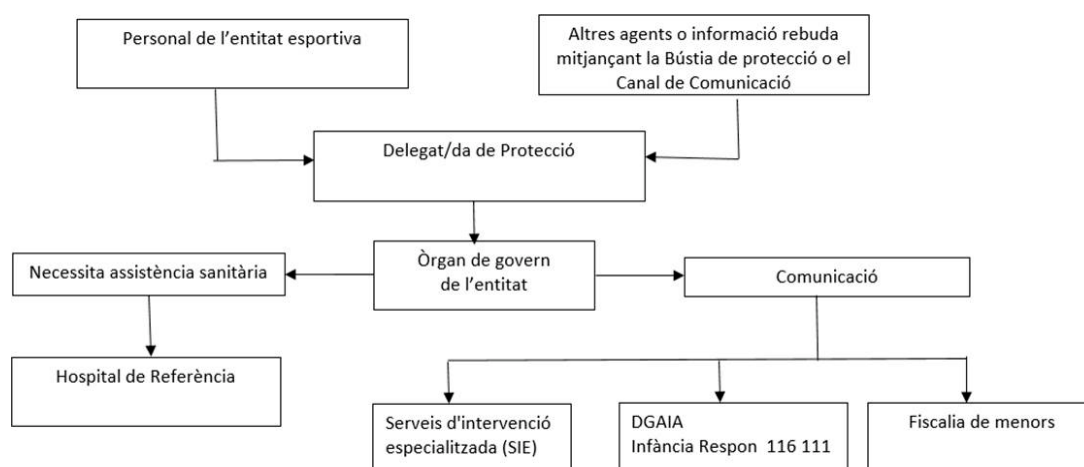 Personal de l’entitat esportiva
Altres agents o informació rebuda
mitjançant la Bústia de protecció o el
Canal de Comunicació
Delegat/da de Protecció
Necessita assistència sanitària
Òrgan de govern
de l’entitat
Comunicació
Hospital de Referència
Serveis d'intervenció
especialitzada (SIE)
DGAIA
Infància Respon 116 111
Fiscalia de menors